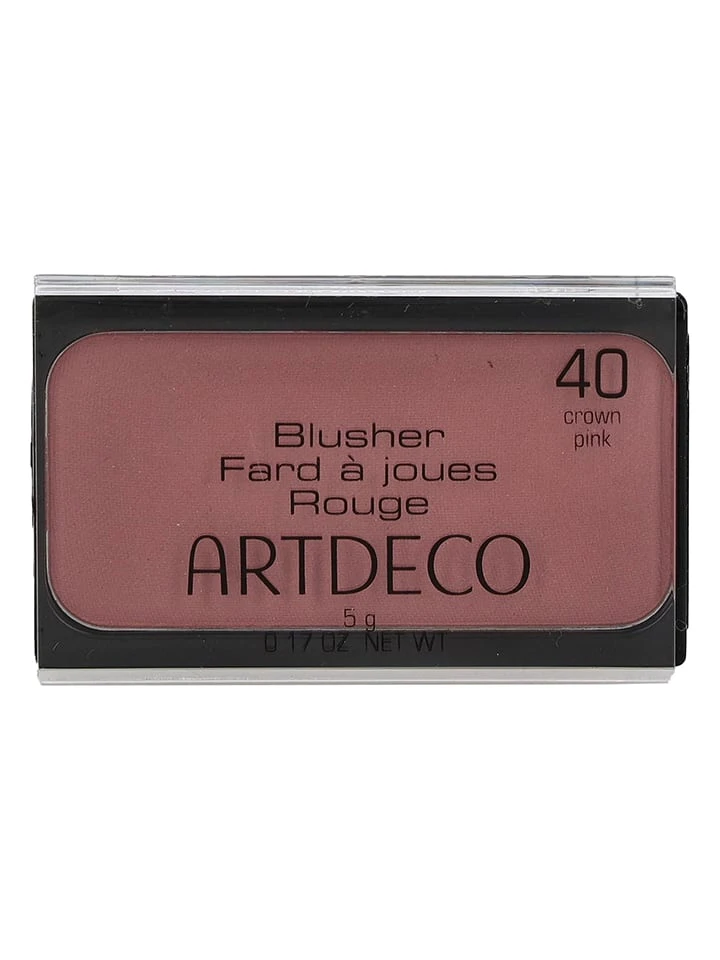 40
crown
pink
Blusher
Fard à joues
Rouge
ARTDECO
5 g
0.17 OZ NET WT